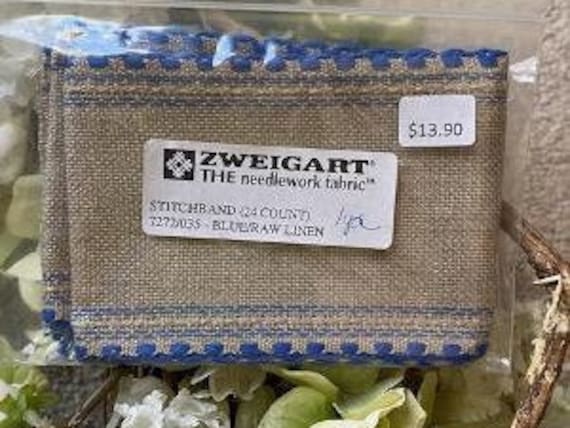 $13.90
ZWEIGART®
THE needlework fabric™
STITCHBAND (24 COUNT)
7272/035 - BLUE/RAW LINEN